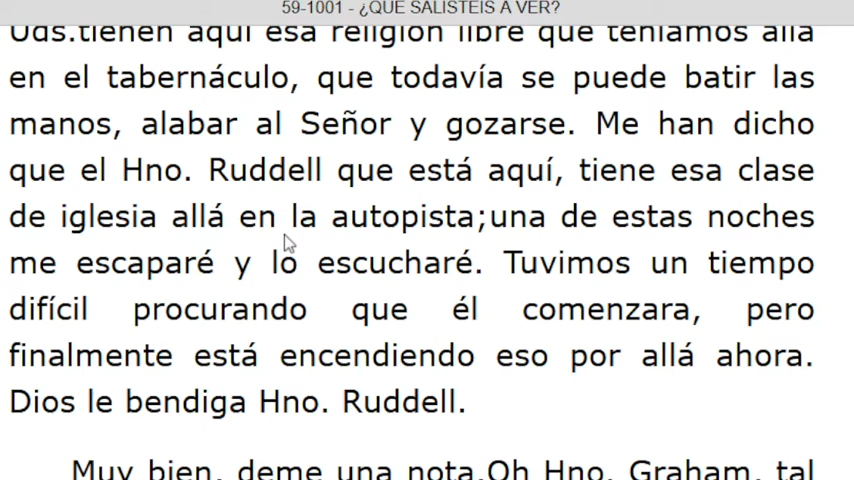 59-1001 - ¿QUE SALISTEIS A VER?
Uds.tienen aquí esa religión libre que teníamos allá
en el tabernáculo, que todavía se puede batir las
manos, alabar al Señor y gozarse. Me han dicho
que el Hno. Ruddell que está aquí, tiene esa clase
de iglesia allá en la autopista;una de estas noches
me escaparé y lo escucharé. Tuvimos un tiempo
difícil procurando que él comenzara, pero
finalmente está encendiendo eso por allá ahora.
Dios le bendiga Hno. Ruddell.
Muy bien, deme una nota.Oh Hno. Graham, tal